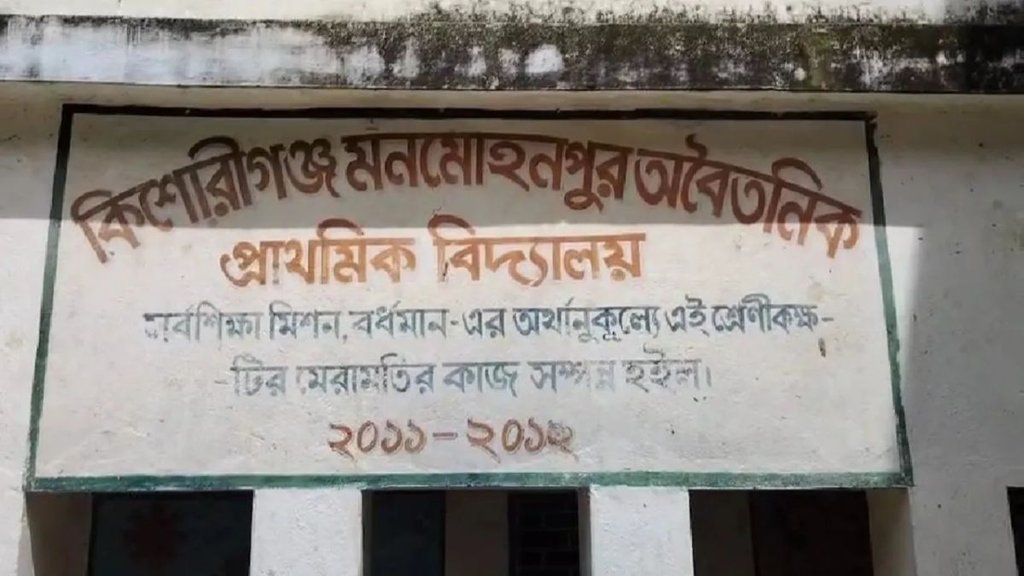 কিশোরীগঞ্জ মনমোহনপুর অবৈতনিক
প্রাথমিক বিদ্যালয়
সর্বশিক্ষা মিশন, বর্ধমান-এর অর্থানুকূল্যে এই শ্রেণীকক্ষ-
-টির মেরামতির কাজ সম্পন্ন হইল।
২০১১-২০১২